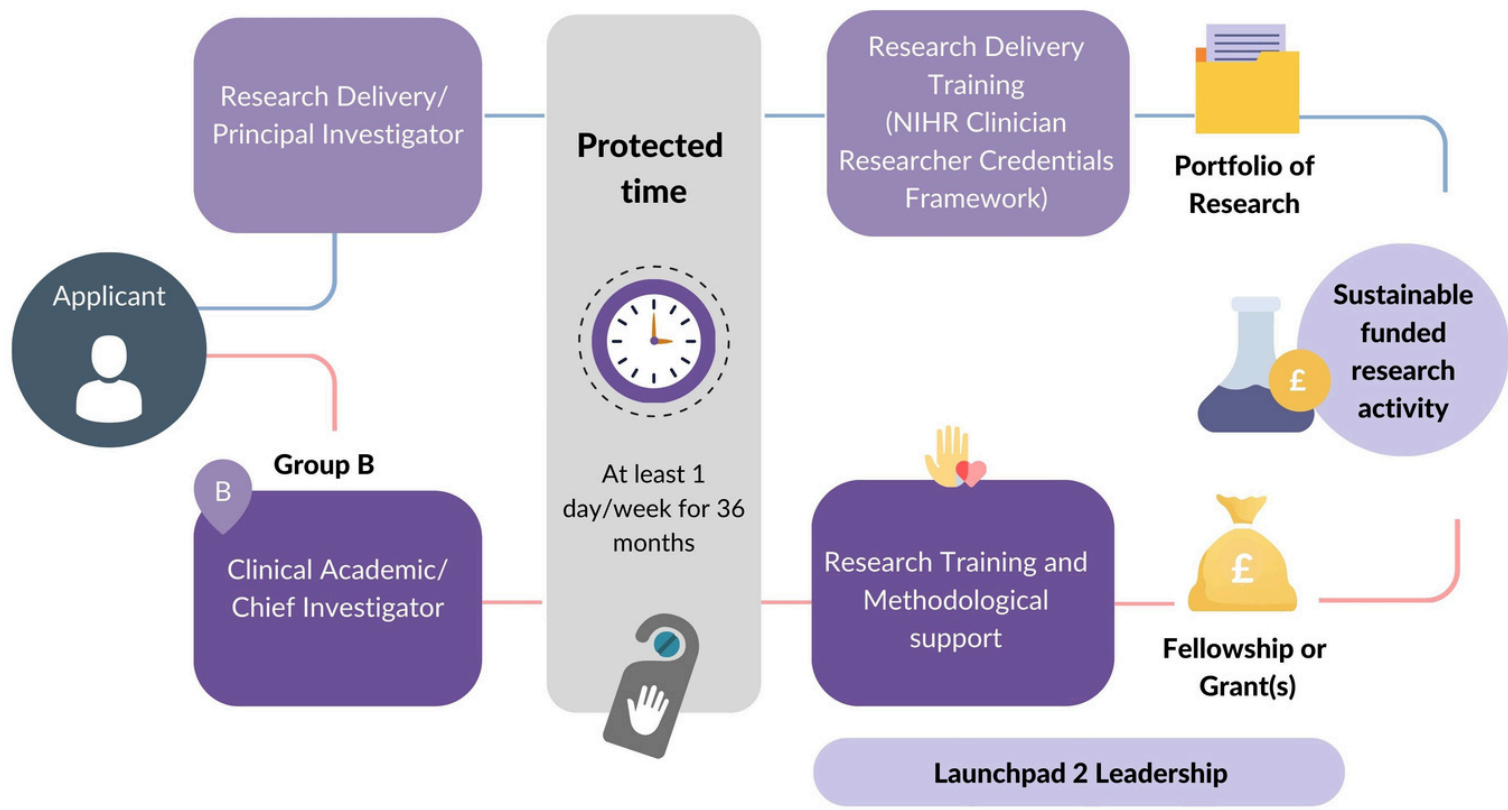 Applicant
Research Delivery/
Principal Investigator
Group B
B
Clinical Academic/
Chief Investigator
Protected
time
At least 1
day/week for 36
months
Research Delivery
Training
(NIHR Clinician
Researcher Credentials
Framework)
Portfolio of
Research
Research Training and
Methodological
support
£
Fellowship or
Grant(s)
£
Sustainable
funded
research
activity
Launchpad 2 Leadership